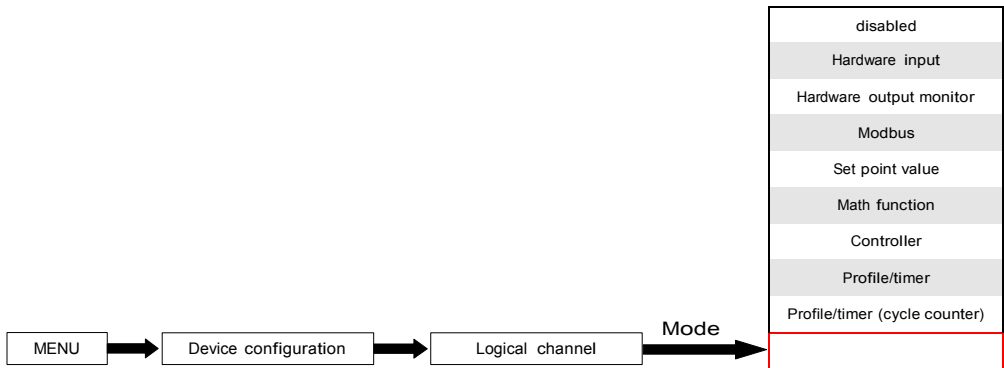 disabled
Hardware input
Hardware output monitor
Modbus
Set point value
Math function
Controller
Profile/timer
Profile/timer (cycle counter)
MENU
Device configuration
Logical channel
Mode